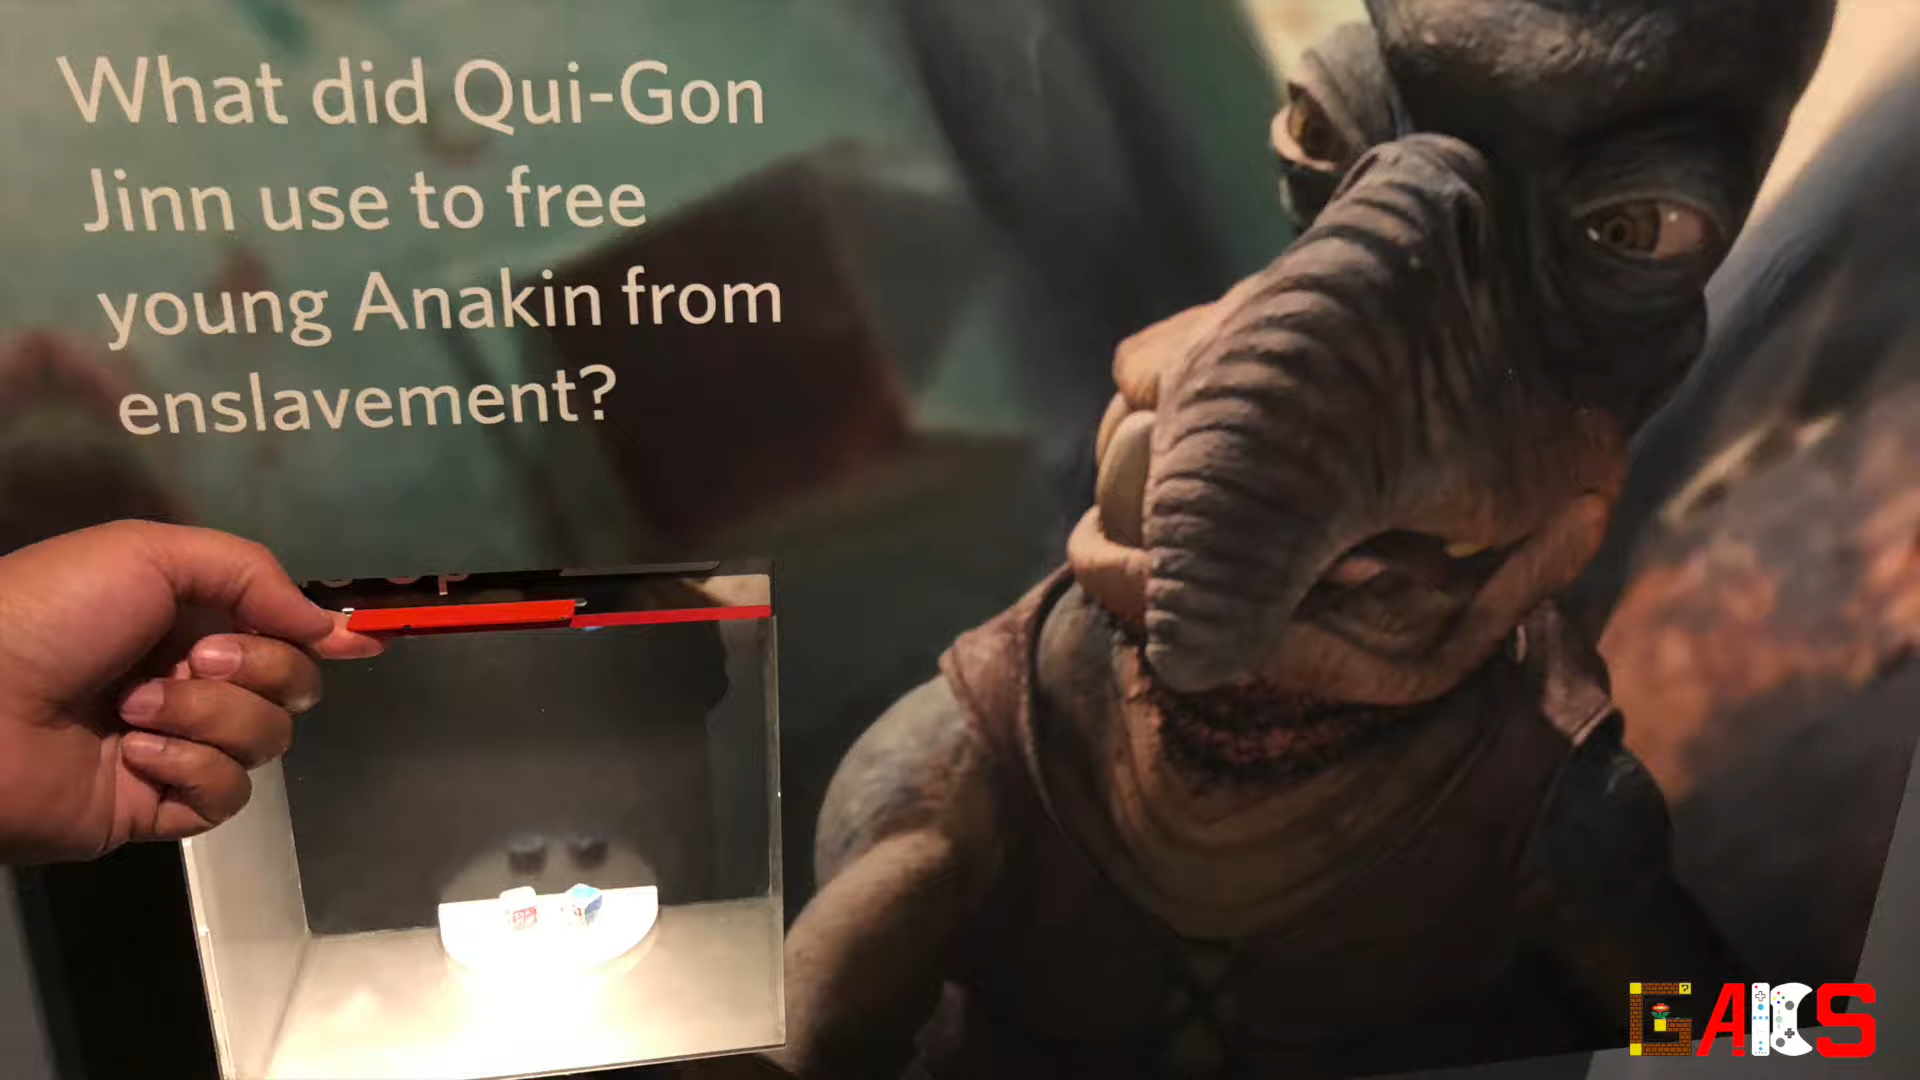 What did Qui-Gon
Jinn use to free
young Anakin from
enslavement?
GAKS